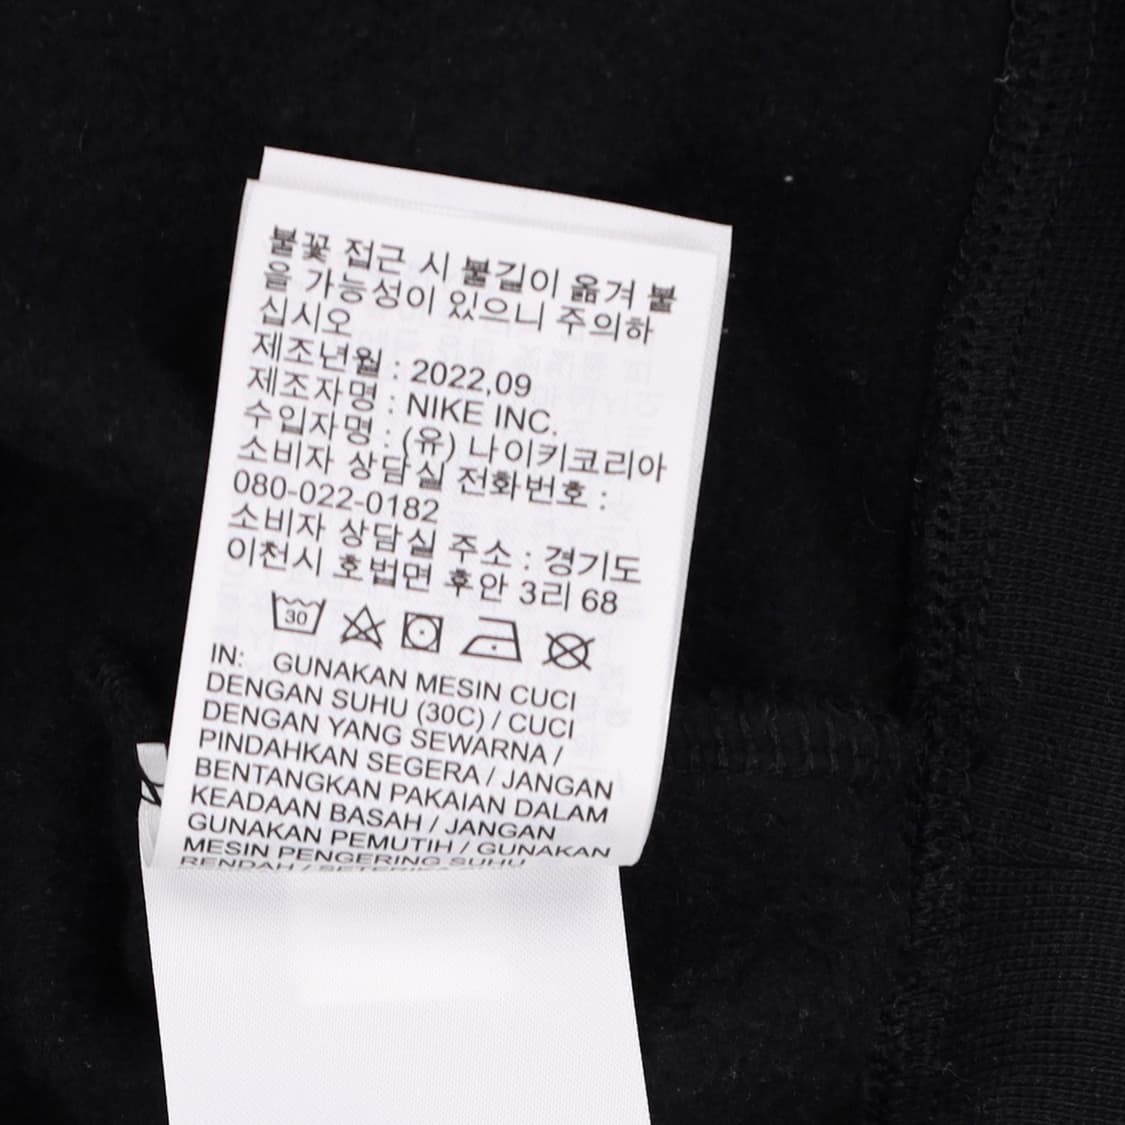 불꽃 접근 시 불길이 옮겨 붙
을 가능성이 있으니 주의하
십시오
제조년월 : 2022.09
제조자명 : NIKE INC.
수입자명 : (유) 나이키코리아
소비자 상담실 전화번호 :
080-022-0182
소비자 상담실 주소 : 경기도
이천시 호법면 후안 3리 68
30
IN: GUNAKAN MESIN CUCI
DENGAN SUHU (30C) / CUCI
DENGAN YANG SEWARNA /
PINDAHKAN SEGERA / JANGAN
BENTANGKAN PAKAIAN DALAM
KEADAAN BASAH / JANGAN
GUNAKAN PEMUTIH / GUNAKAN
MESIN PENGERING SUHU
RENDAH / SETERIKA